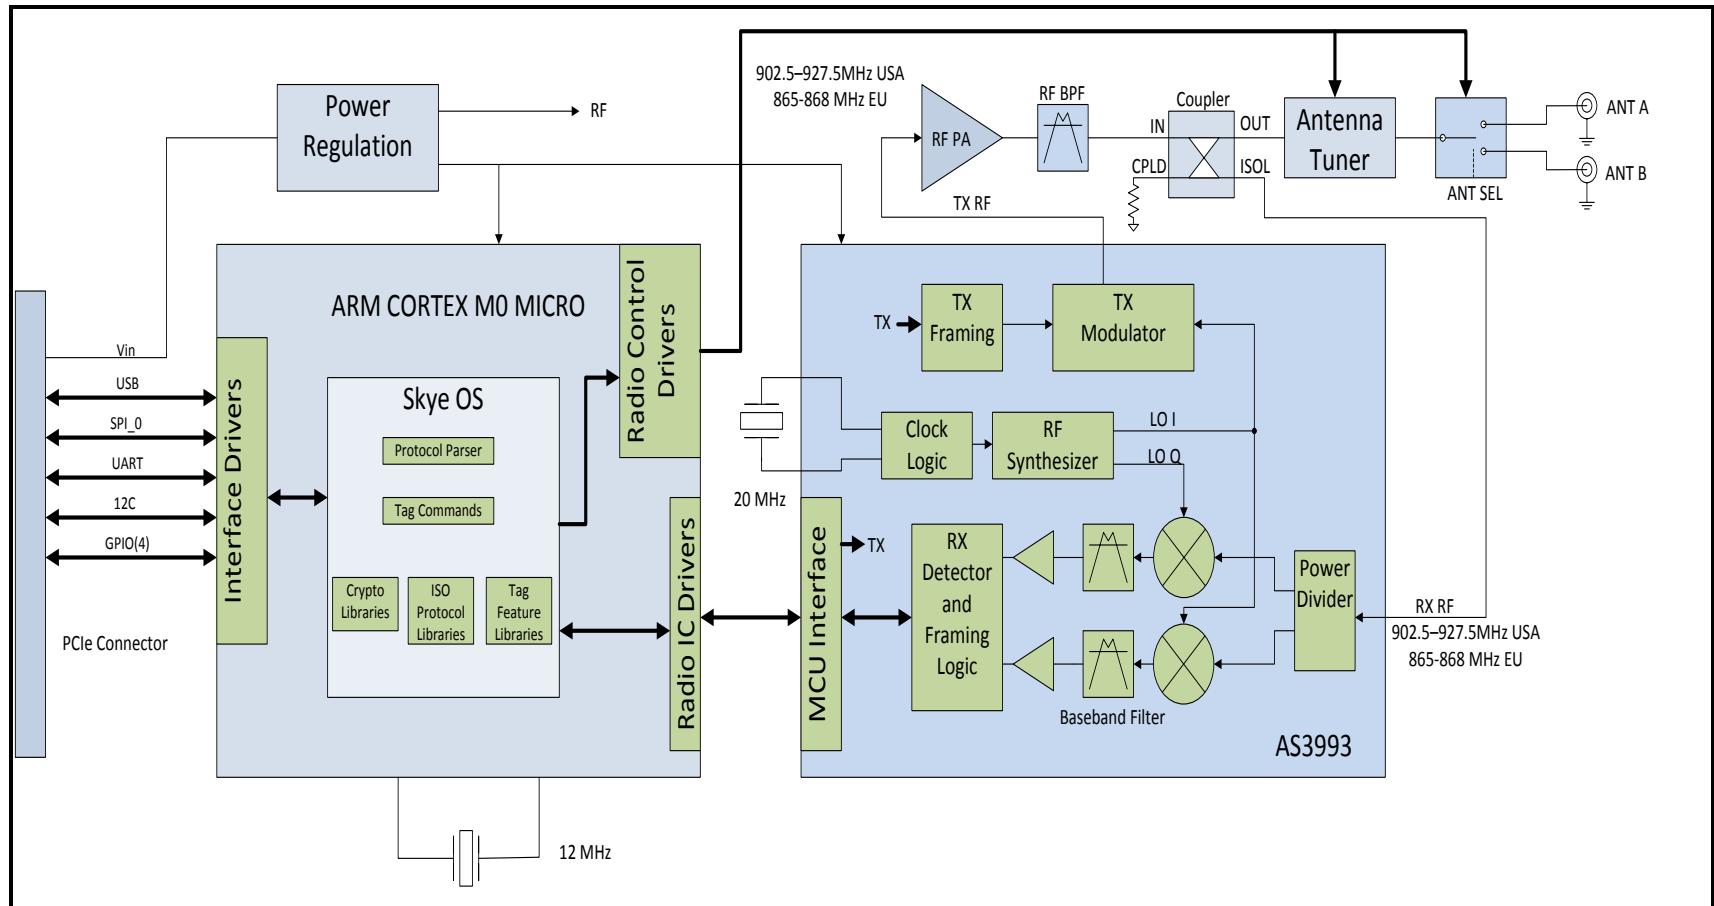 902.5–927.5MHz USA
865-868 MHz EU
Power
Regulation
RF
RF PA
RF BPF
Coupler
IN
OUT
CPLD
ISOL
Antenna
Tuner
ANT A
ANT B
ANT SEL
TX RF
ARM CORTEX M0 MICRO
Radio Control
Drivers
Vin
USB
SPI_0
UART
12C
GPIO(4)
PCIe Connector
Interface Drivers
Skye OS
Protocol Parser
Tag Commands
Crypto
Libraries
ISO
Protocol
Libraries
Tag
Feature
Libraries
Radio IC Drivers
12 MHz
TX
TX
Framing
TX
Modulator
20 MHz
Clock
Logic
RF
Synthesizer
LO I
LO Q
MCU Interface
TX
RX
Detector
and
Framing
Logic
Baseband Filter
Power
Divider
RX RF
902.5–927.5MHz USA
865-868 MHz EU
AS3993